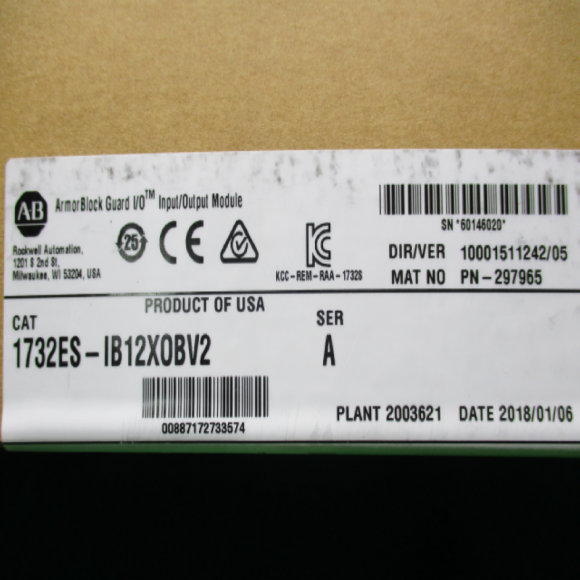 AB
ArmorBlock Guard I/O™ Input/Output Module
Rockwell Automation,
1201 S 2nd St,
Milwaukee, WI 53204, USA
25
CE
KC
KCC-REM-RAA-1732S
SN *60146020*
DIR/VER 10001511242/05
MAT NO PN-297965
PRODUCT OF USA
CAT
1732ES-IB12XOBV2
SER
A
00887172733574
PLANT 2003621 DATE 2018/01/06